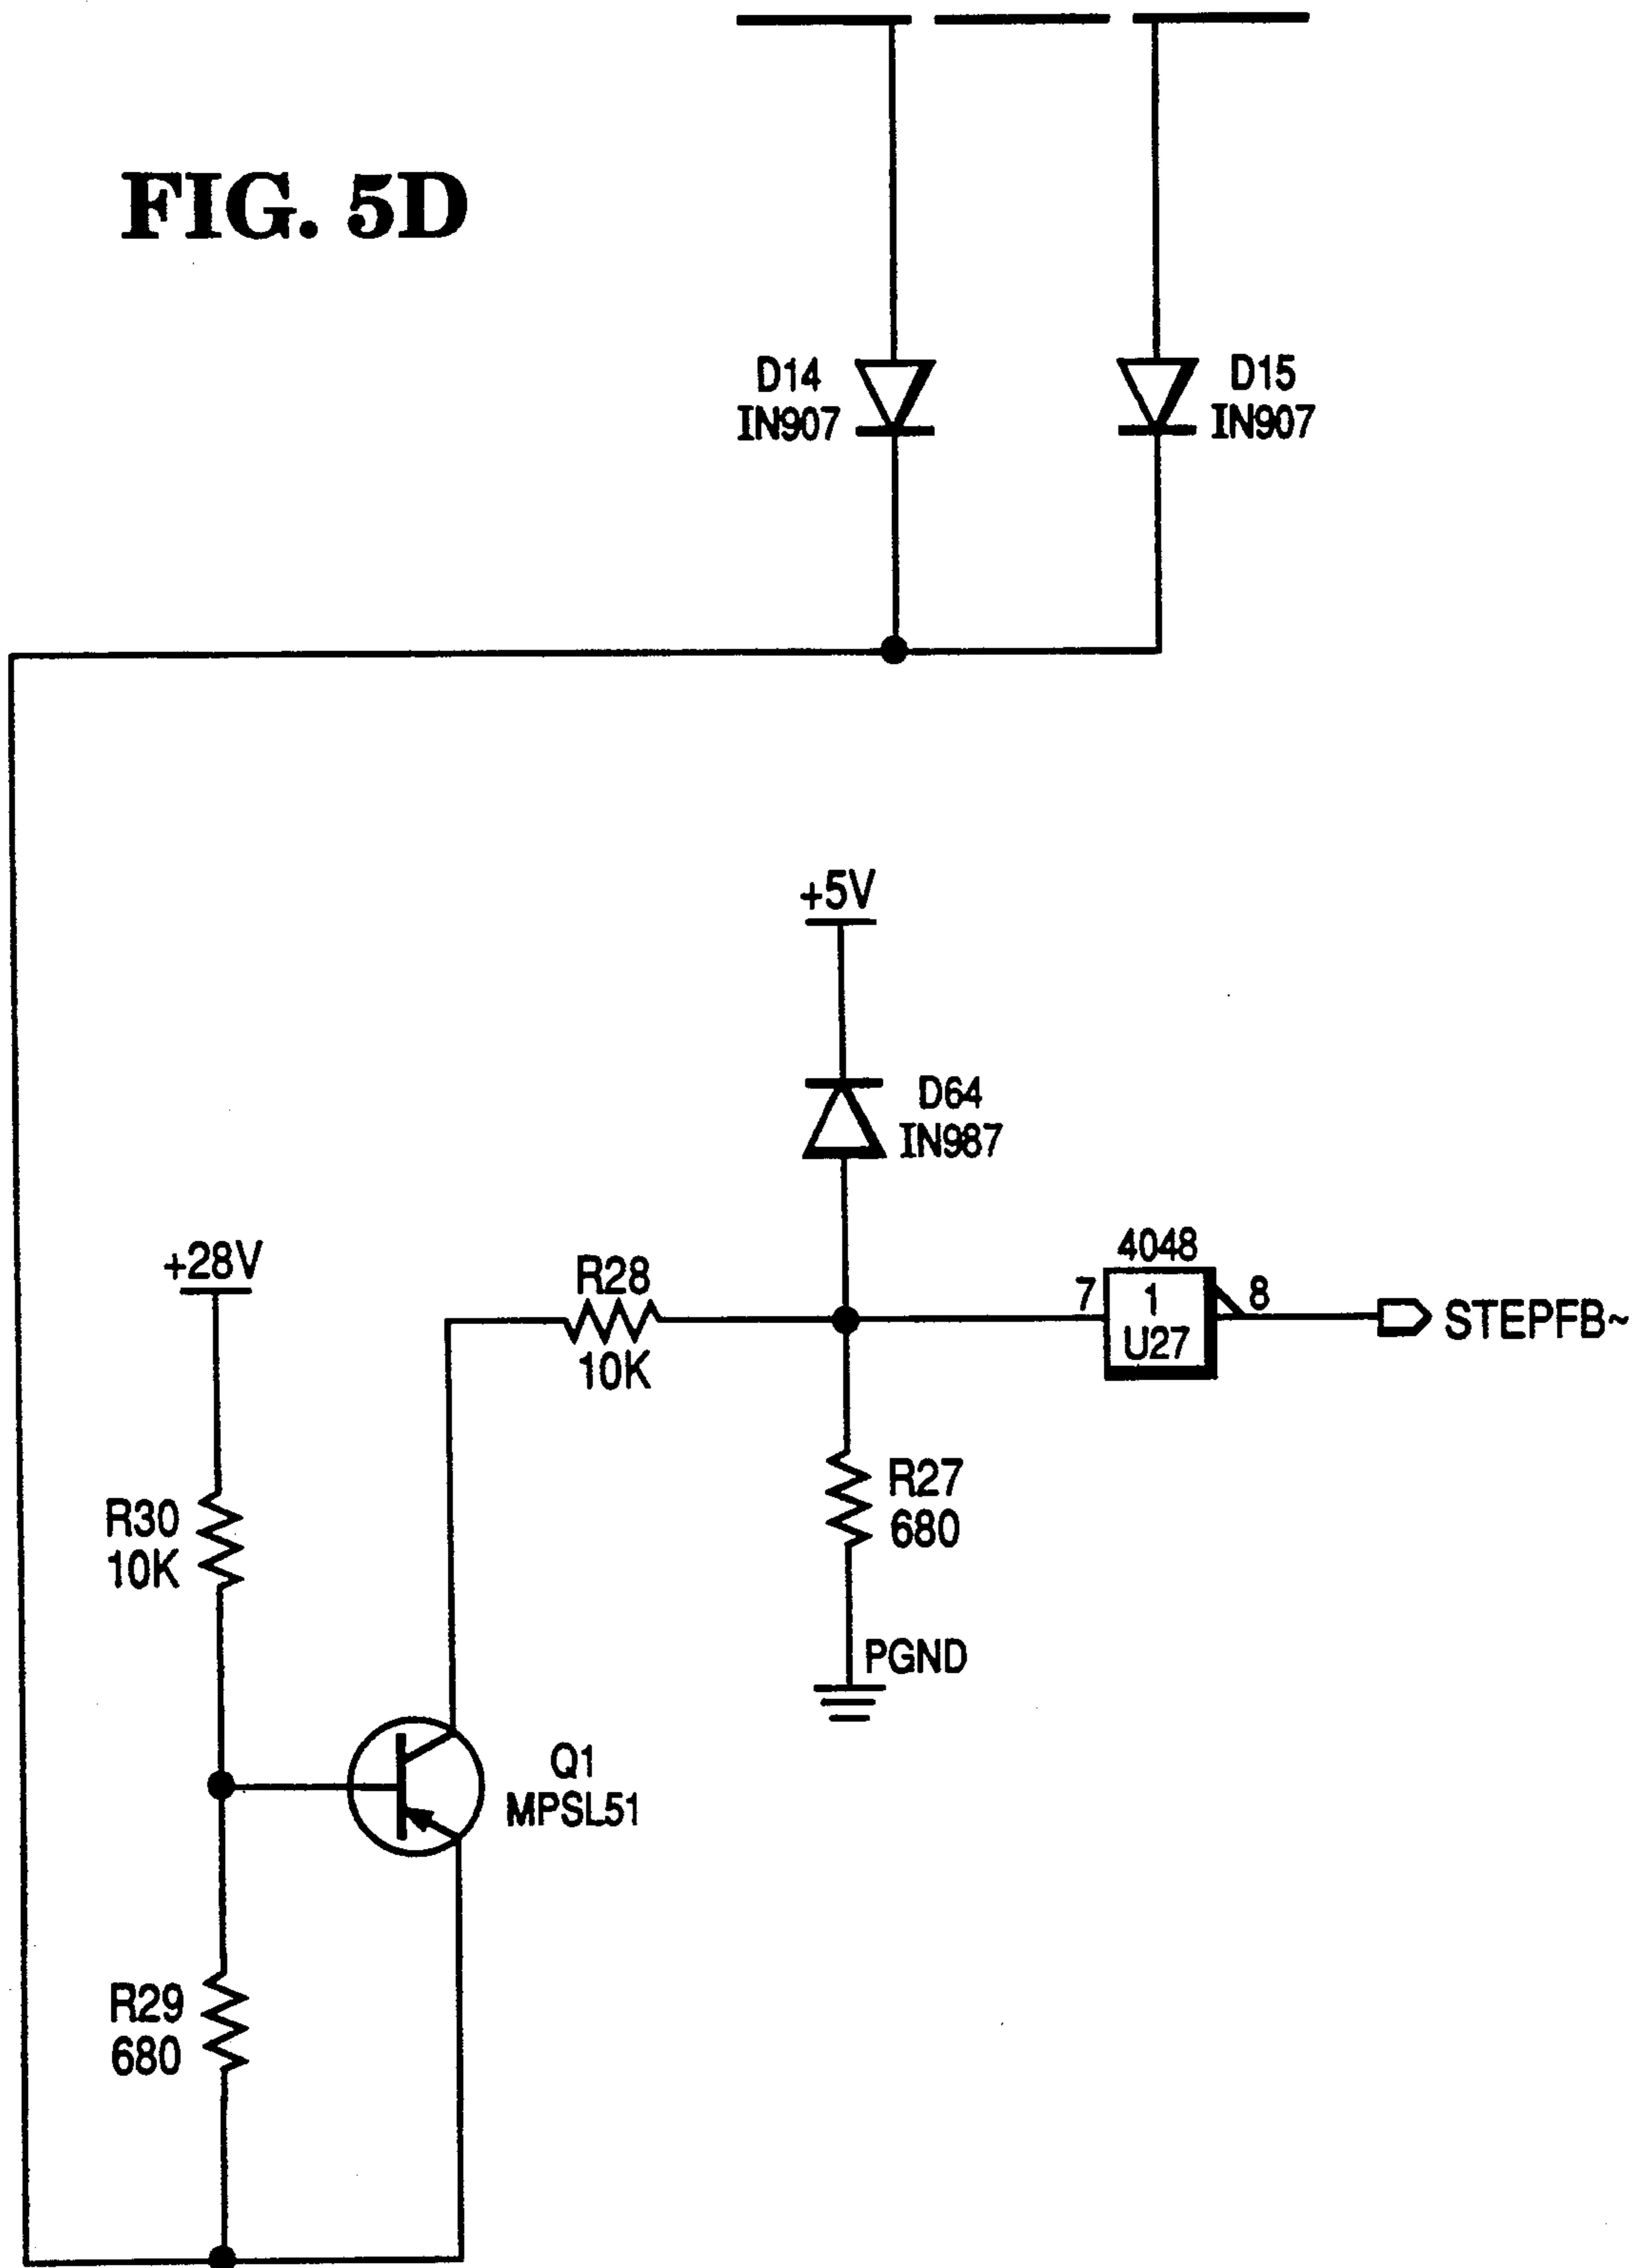 FIG. 5D
D14
IN907
D15
IN907
+5V
D64
IN987
+28V
R28
10K
4048
7
1
U27
8
STEPFB~
R27
680
PGND
R30
10K
Q1
MPSL51
R29
680